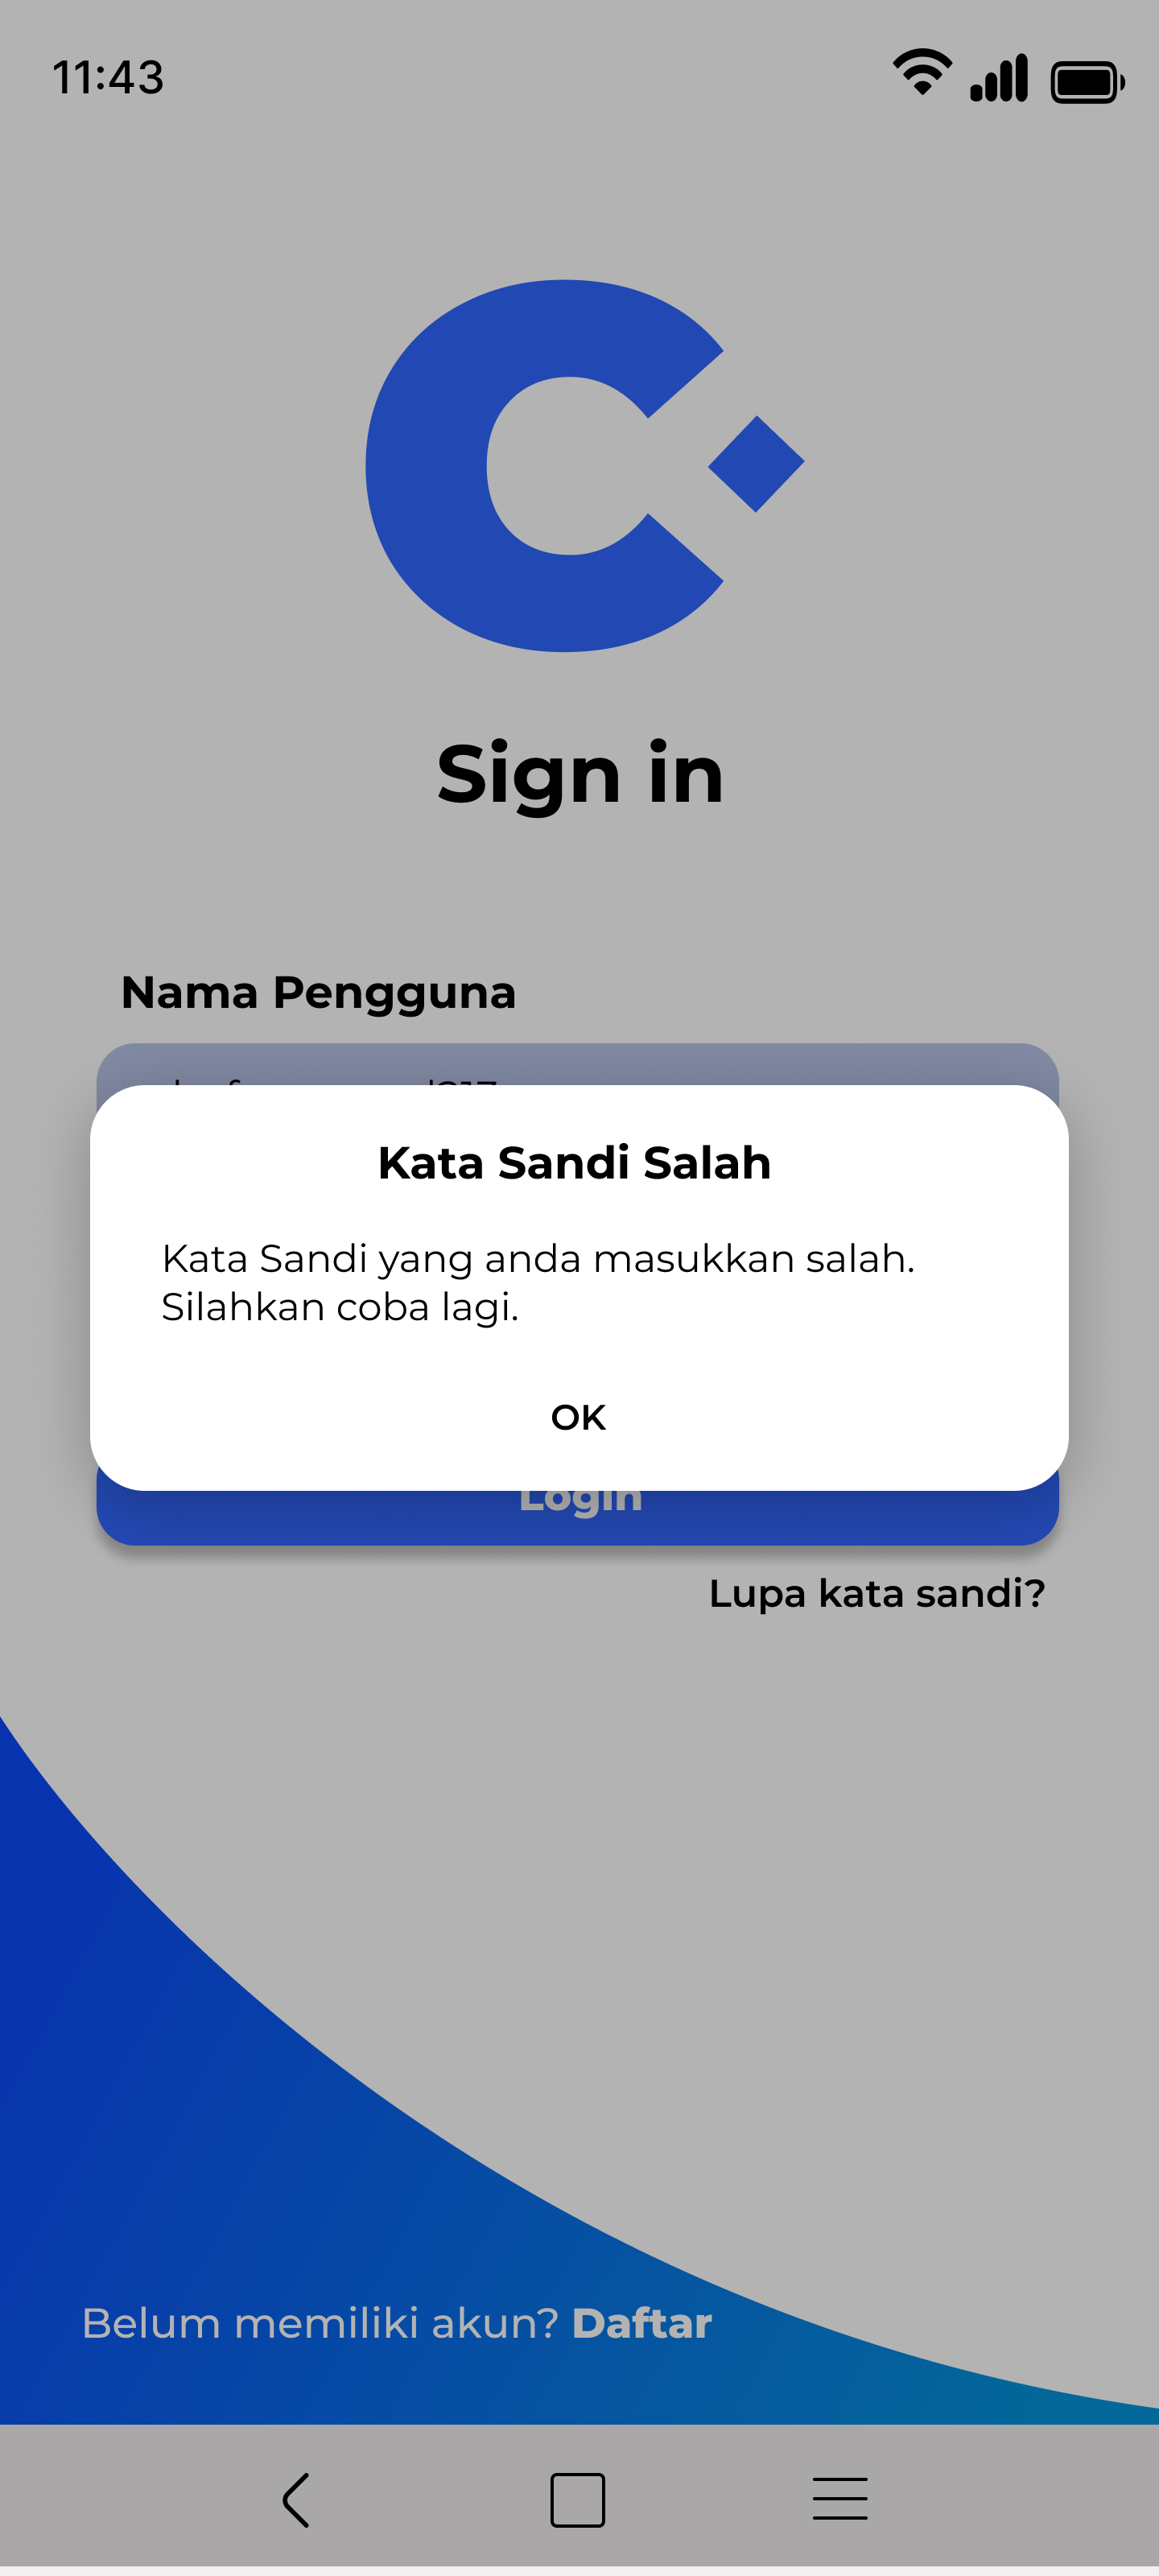 11:43
Sign in
Nama Pengguna
Kata Sandi Salah
Kata Sandi yang anda masukkan salah.
Silahkan coba lagi.
OK
Login
Lupa kata sandi?
Belum memiliki akun? Daftar